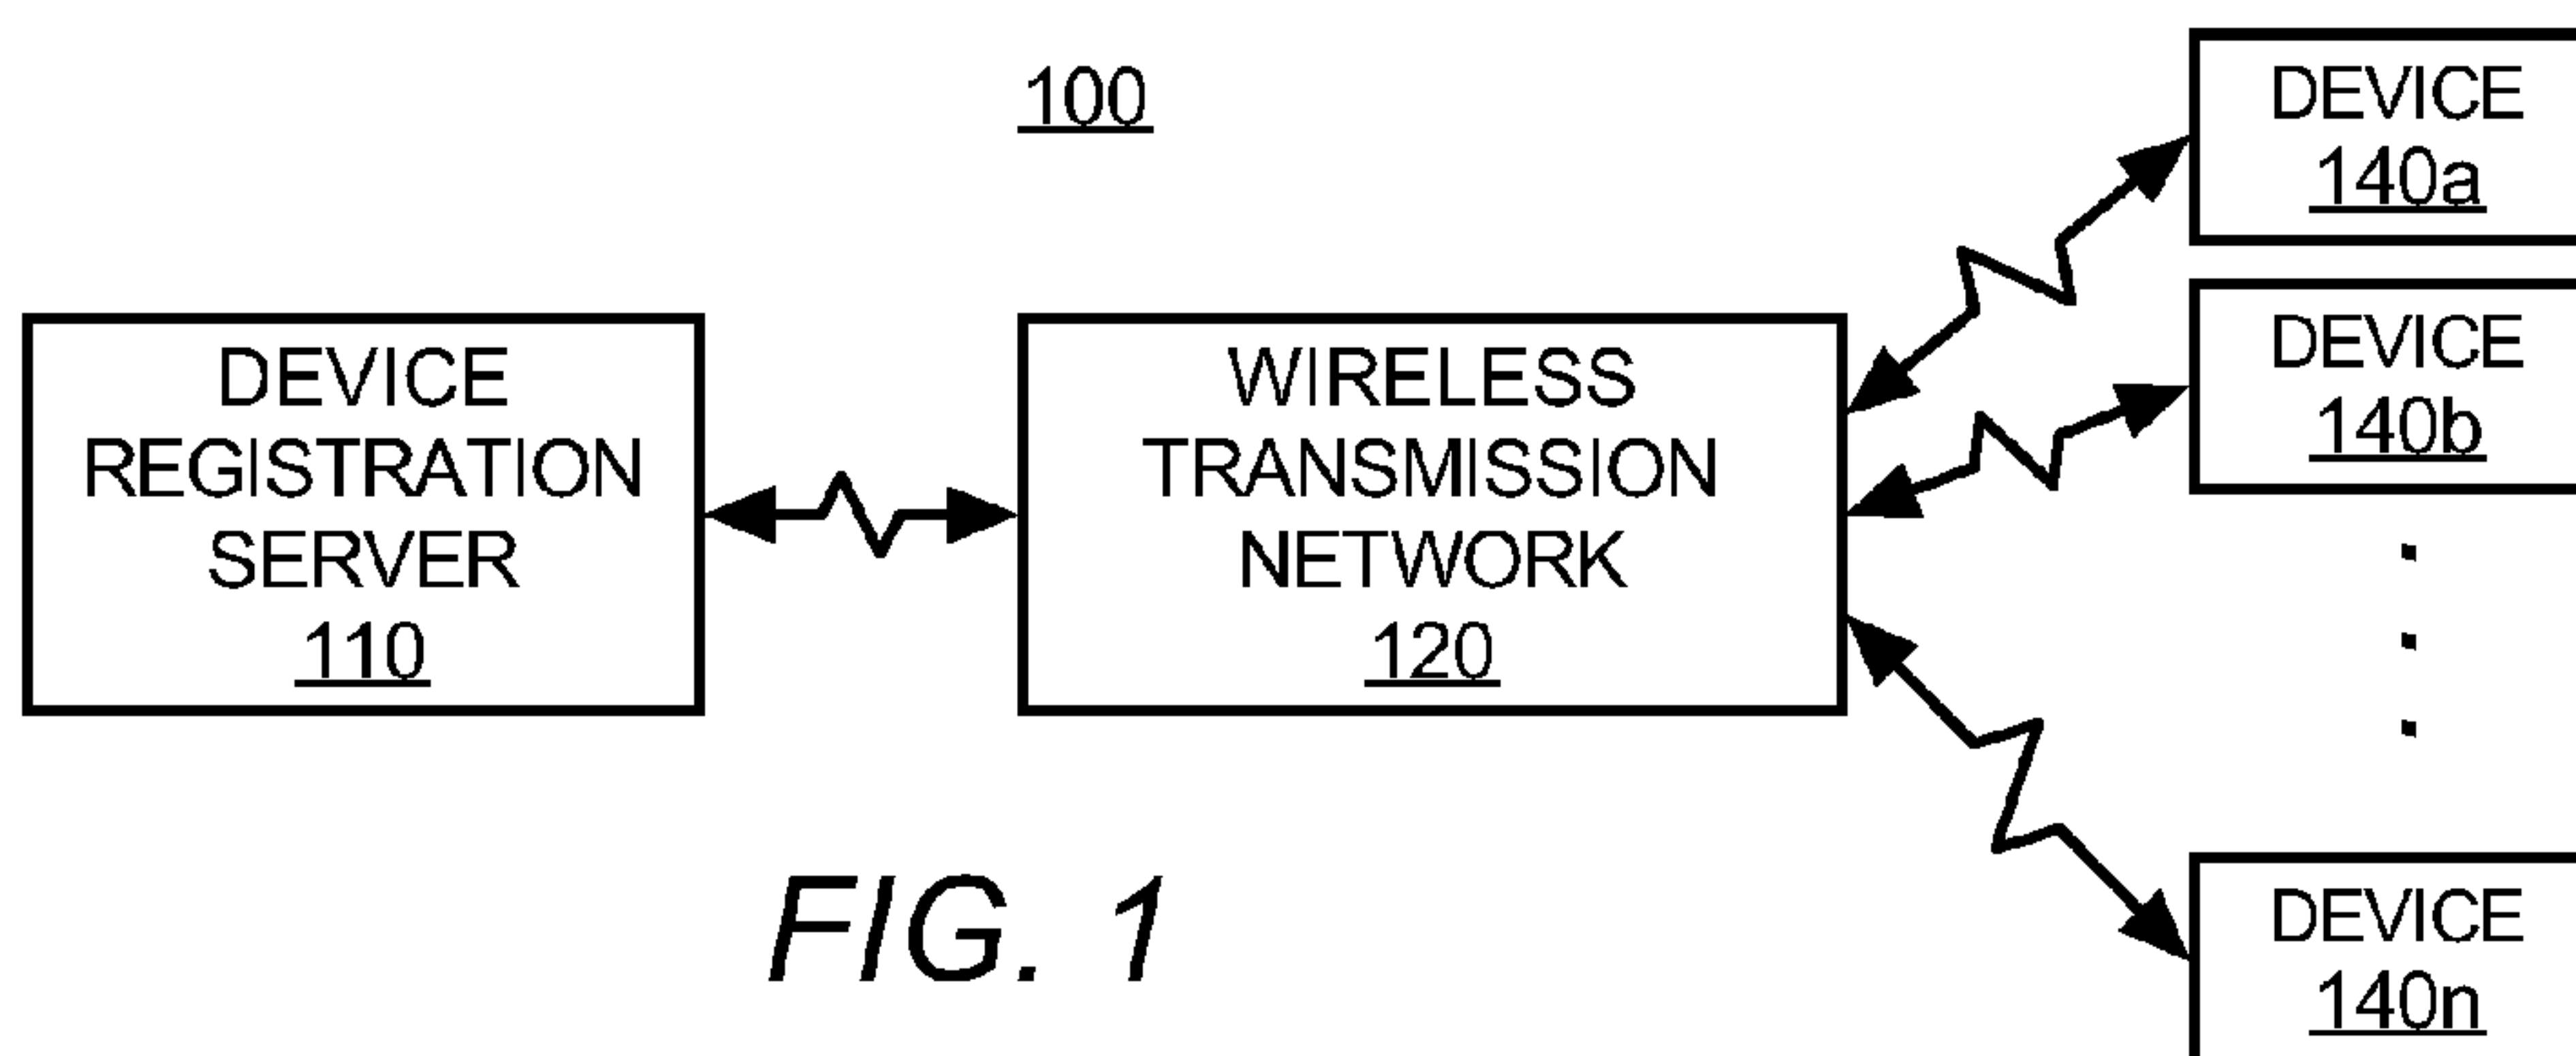 100
DEVICE
REGISTRATION
SERVER
110
WIRELESS
TRANSMISSION
NETWORK
120
DEVICE
140a
DEVICE
140b
DEVICE
140n
FIG. 1